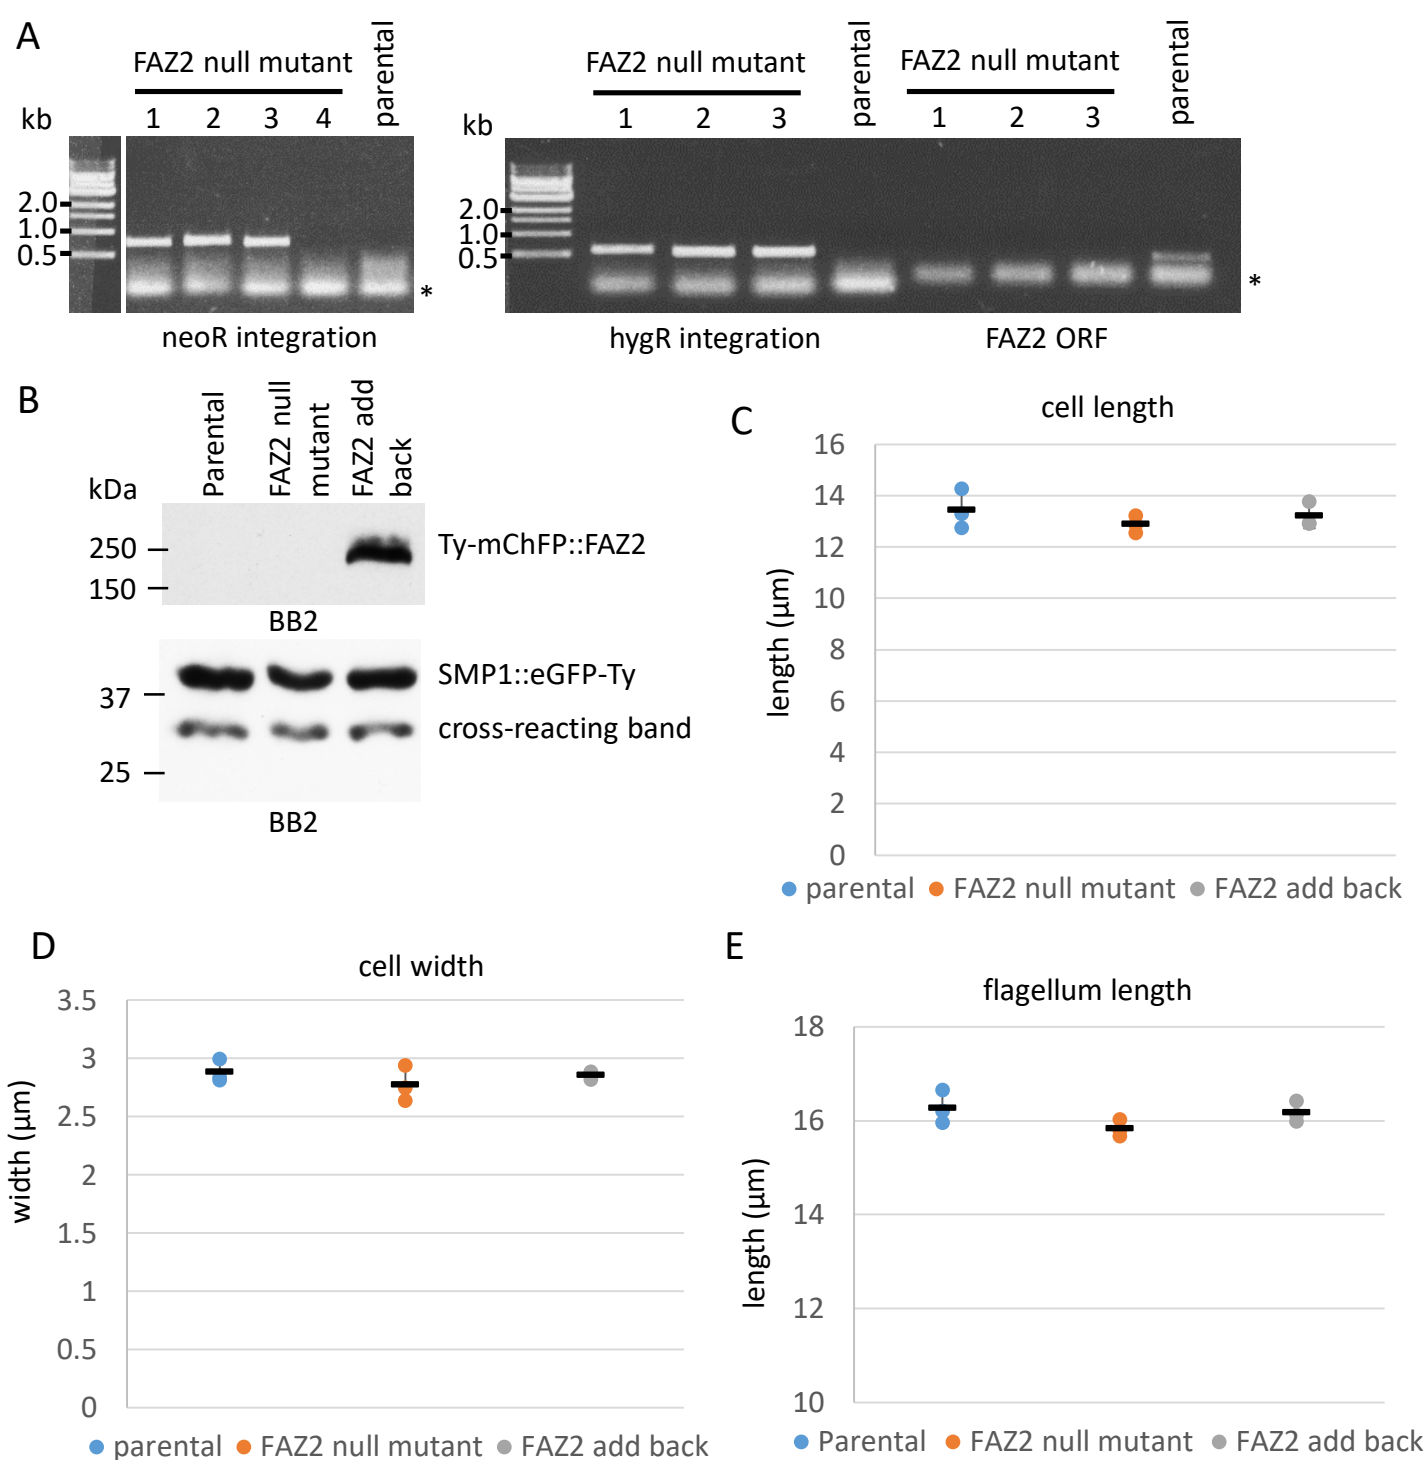 A
FAZ2 null mutant
parental
kb
1 2 3 4
2.0
1.0
0.5
*
neoR integration
FAZ2 null mutant
parental
FAZ2 null mutant
parental
kb
1 2 3
1 2 3
2.0
1.0
0.5
*
hygR integration
FAZ2 ORF
B
Parental
FAZ2 null
mutant
FAZ2 add
back
kDa
250
150
Ty-mChFP::FAZ2
BB2
SMP1::eGFP-Ty
37
cross-reacting band
25
BB2
C
cell length
length (µm)
16
14
12
10
8
6
4
2
0
parental FAZ2 null mutant FAZ2 add back
D
cell width
width (µm)
3.5
3
2.5
2
1.5
1
0.5
0
parental FAZ2 null mutant FAZ2 add back
E
flagellum length
length (µm)
18
16
14
12
10
Parental FAZ2 null mutant FAZ2 add back